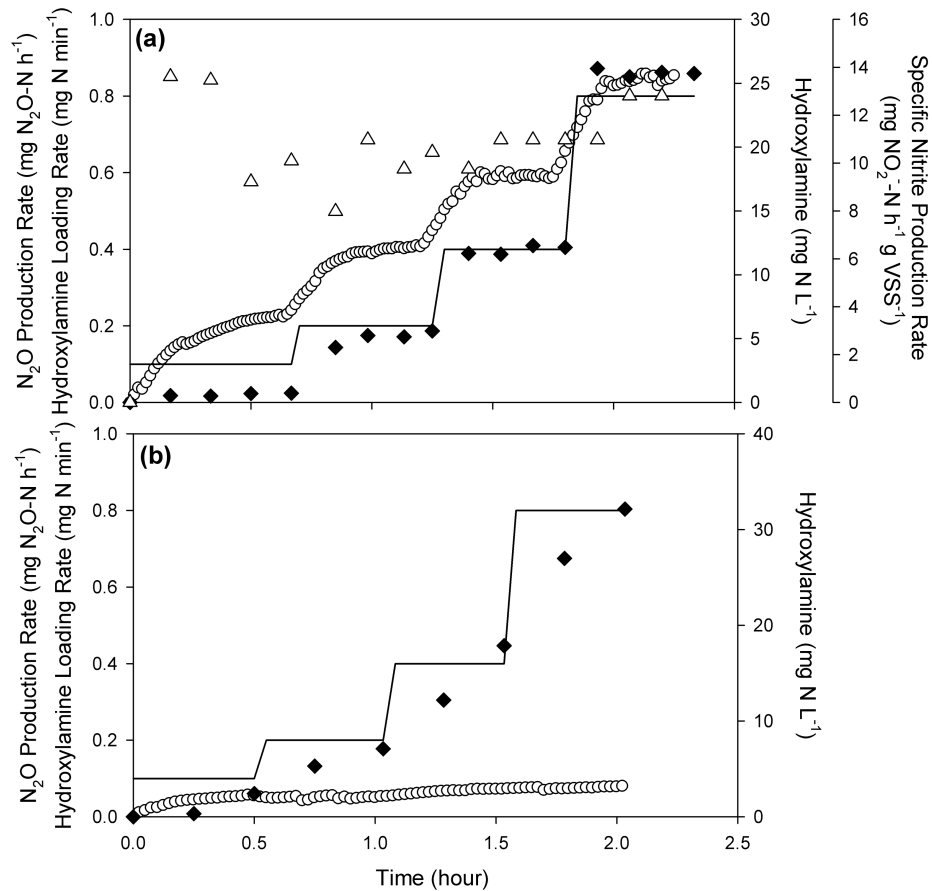 (a)
N₂O Production Rate (mg N₂O-N h⁻¹)
Hydroxylamine Loading Rate (mg N min⁻¹)
1.0
0.8
0.6
0.4
0.2
0.0
30
25
20
15
10
5
0
Hydroxylamine (mg N L⁻¹)
16
14
12
10
8
6
4
2
0
Specific Nitrite Production Rate
(mg NO₂⁻-N h⁻¹ g VSS⁻¹)
(b)
N₂O Production Rate (mg N₂O-N h⁻¹)
Hydroxylamine Loading Rate (mg N min⁻¹)
1.0
0.8
0.6
0.4
0.2
0.0
40
30
20
10
0
Hydroxylamine (mg N L⁻¹)
0.0 0.5 1.0 1.5 2.0 2.5
Time (hour)